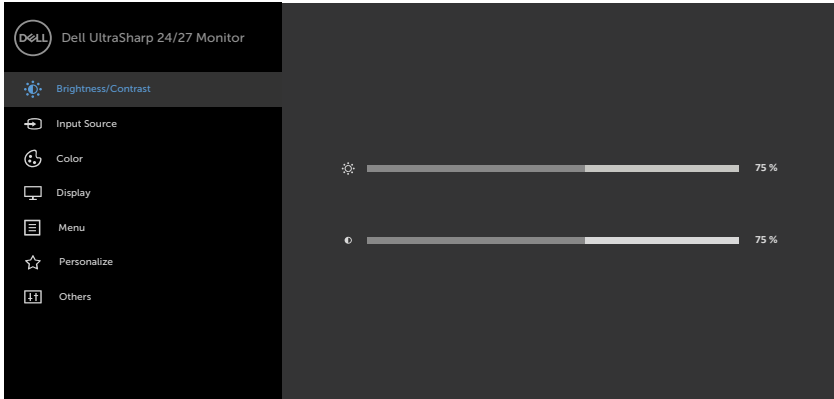 DELL
Dell UltraSharp 24/27 Monitor
Brightness/Contrast
Input Source
Color
Display
Menu
Personalize
Others
75 %
75 %